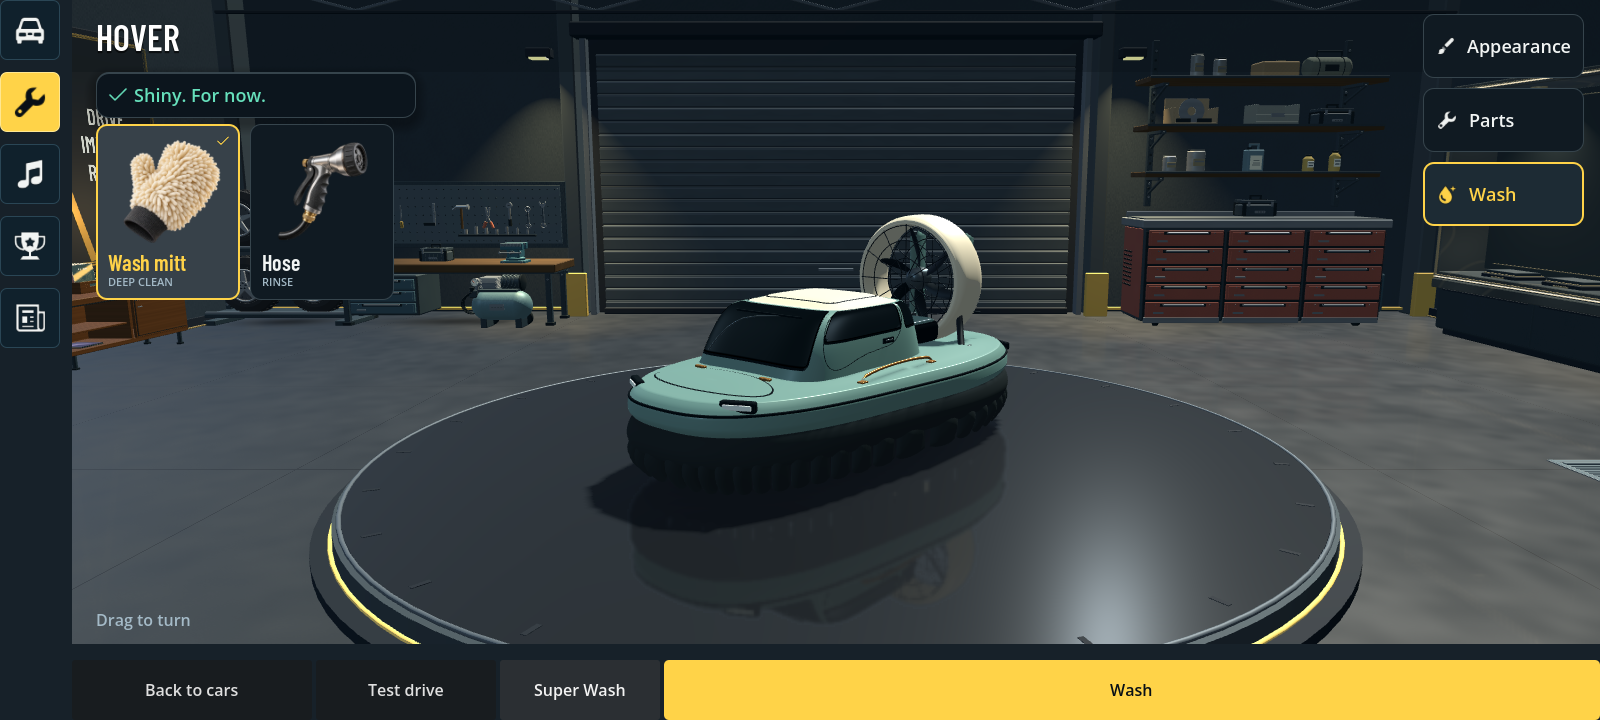 HOVER
Shiny. For now.
Wash mitt
DEEP CLEAN
Hose
RINSE
Appearance
Parts
Wash
Drag to turn
Back to cars
Test drive
Super Wash
Wash